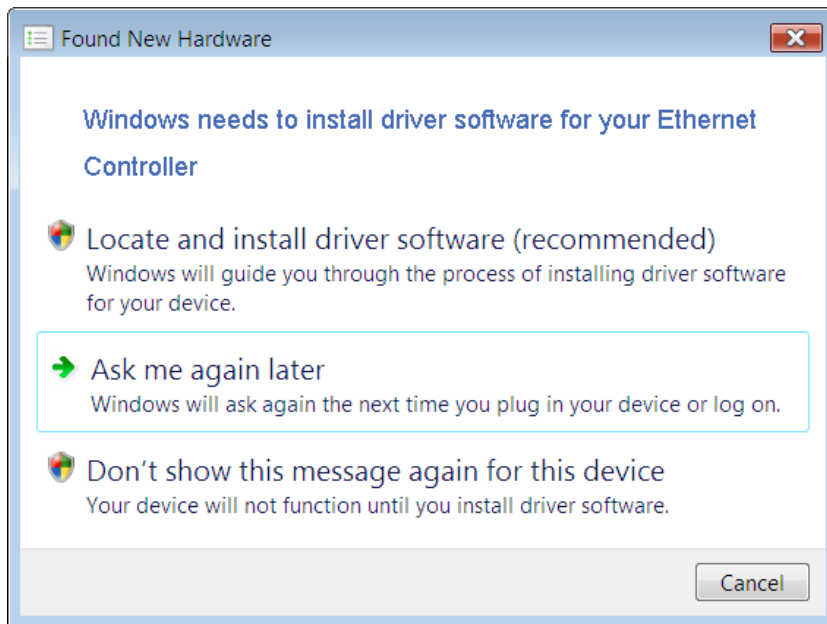 Found New Hardware
Windows needs to install driver software for your Ethernet
Controller
Locate and install driver software (recommended)
Windows will guide you through the process of installing driver software
for your device.
Ask me again later
Windows will ask again the next time you plug in your device or log on.
Don't show this message again for this device
Your device will not function until you install driver software.
Cancel